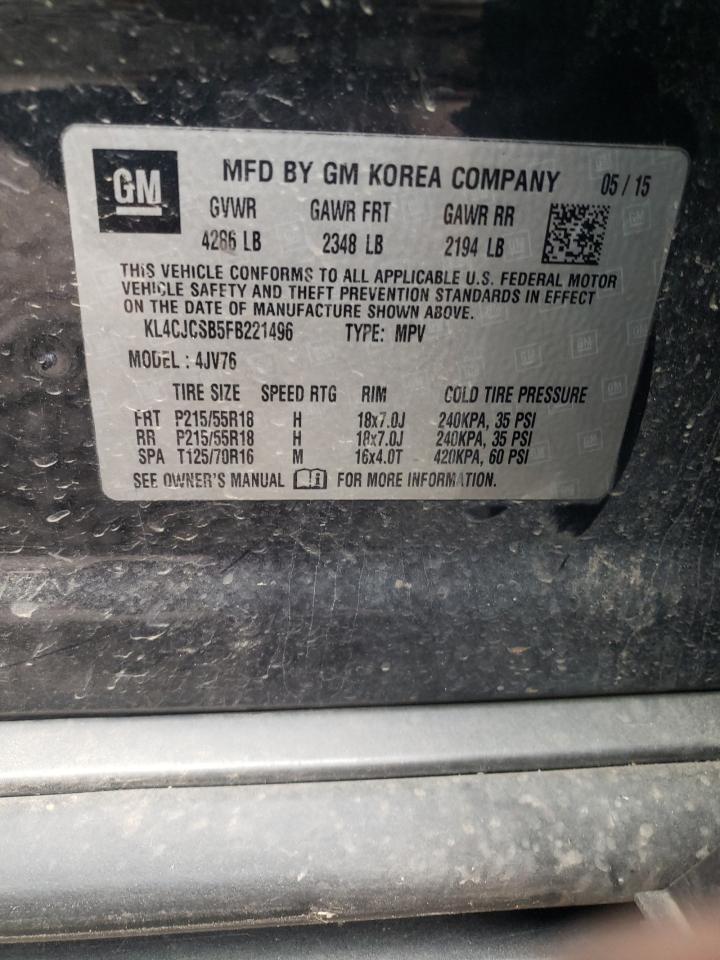 GM
MFD BY GM KOREA COMPANY 05 / 15
GVWR GAWR FRT GAWR RR
4286 LB 2348 LB 2194 LB
THIS VEHICLE CONFORMS TO ALL APPLICABLE U.S. FEDERAL MOTOR
VEHICLE SAFETY AND THEFT PREVENTION STANDARDS IN EFFECT
ON THE DATE OF MANUFACTURE SHOWN ABOVE.
KL4CJCSB5FB221496 TYPE: MPV
MODEL : 4JV76
TIRE SIZE SPEED RTG RIM COLD TIRE PRESSURE
FRT P215/55R18 H 18x7.0J 240KPA, 35 PSI
RR P215/55R18 H 18x7.0J 240KPA, 35 PSI
SPA T125/70R16 M 16x4.0T 420KPA, 60 PSI
SEE OWNER'S MANUAL FOR MORE INFORMATION.